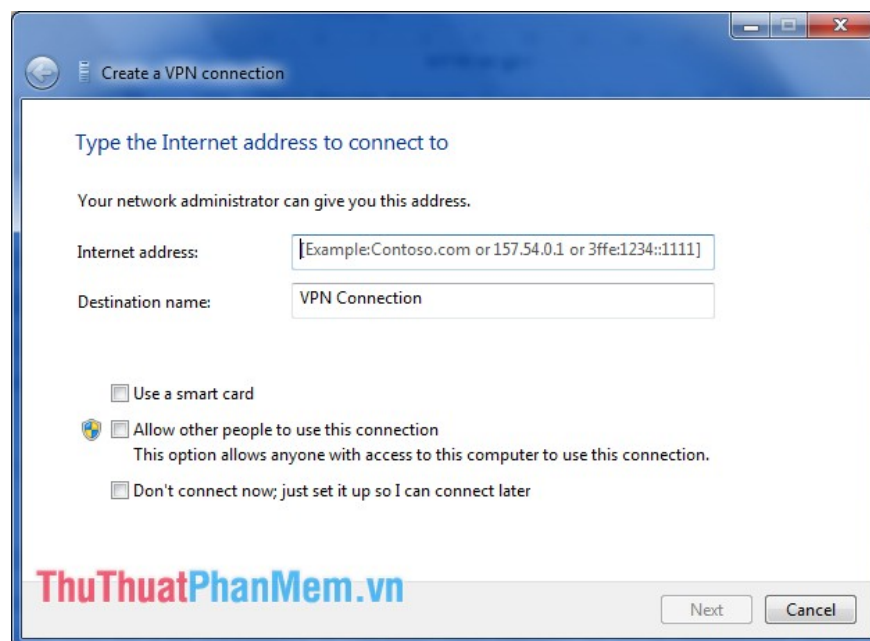 Create a VPN connection
Type the Internet address to connect to
Your network administrator can give you this address.
Internet address: [Example:Contoso.com or 157.54.0.1 or 3ffe:1234::1111]
Destination name: VPN Connection
Use a smart card
Allow other people to use this connection
This option allows anyone with access to this computer to use this connection.
Don't connect now; just set it up so I can connect later
ThuThuatPhanMem.vn
Next Cancel